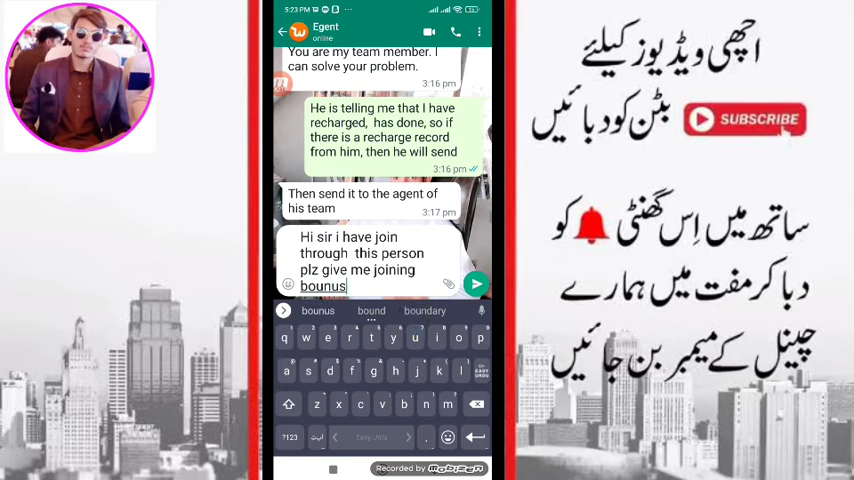 5:23 PM
Egent
online
You are my team member. I
can solve your problem.
3:16 pm
He is telling me that I have
recharged, has done, so if
there is a recharge record
from him, then he will send
3:16 pm
Then send it to the agent of
his team
3:17 pm
Hi sir i have join
through this person
plz give me joining
bounus
bounus bound boundary
q w e r t y u i o p
a s d f g h j k l
z x c v b n m
?123 Easy Urdu .
Recorded by mobizen
اچھی ویڈیوز کیلئے
بٹن کو دبائیں SUBSCRIBE
ساتھ میں اِس گھنٹی کو
دبا کر مفت میں ہمارے
چینل کے میمبر بن جائیں